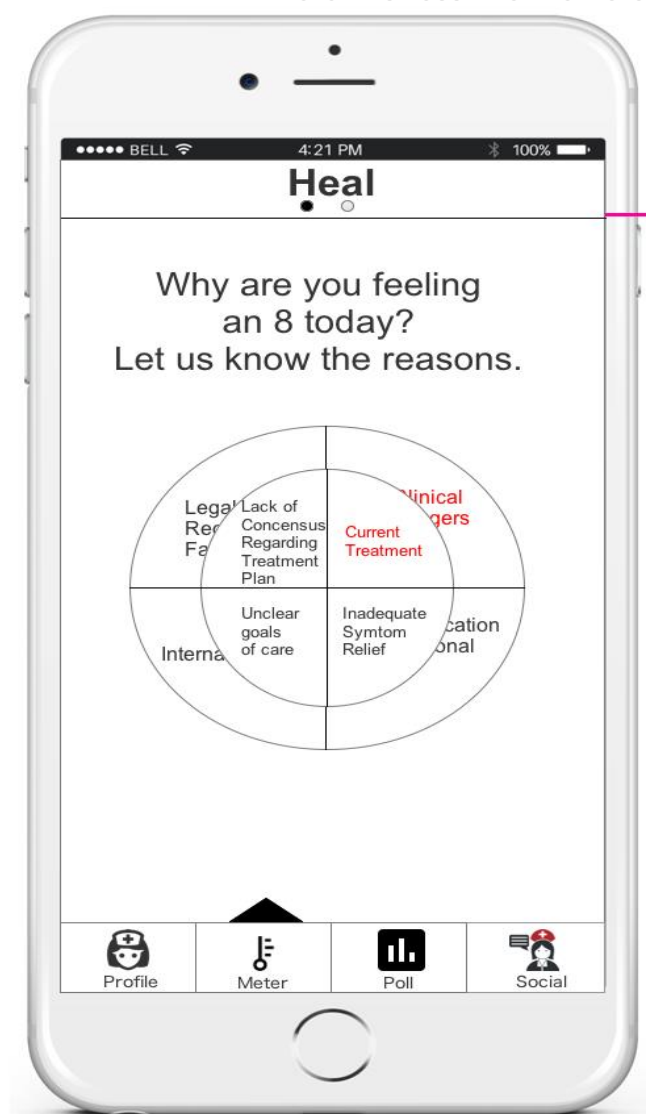 BELL 4:21 PM 100%
Heal
Why are you feeling
an 8 today?
Let us know the reasons.
Legal
Lack of
Concensus
Regarding
Treatment
Plan
Current
Treatment
Unclear
goals
of care
Inadequate
Symtom
Relief
Profile Meter Poll Social